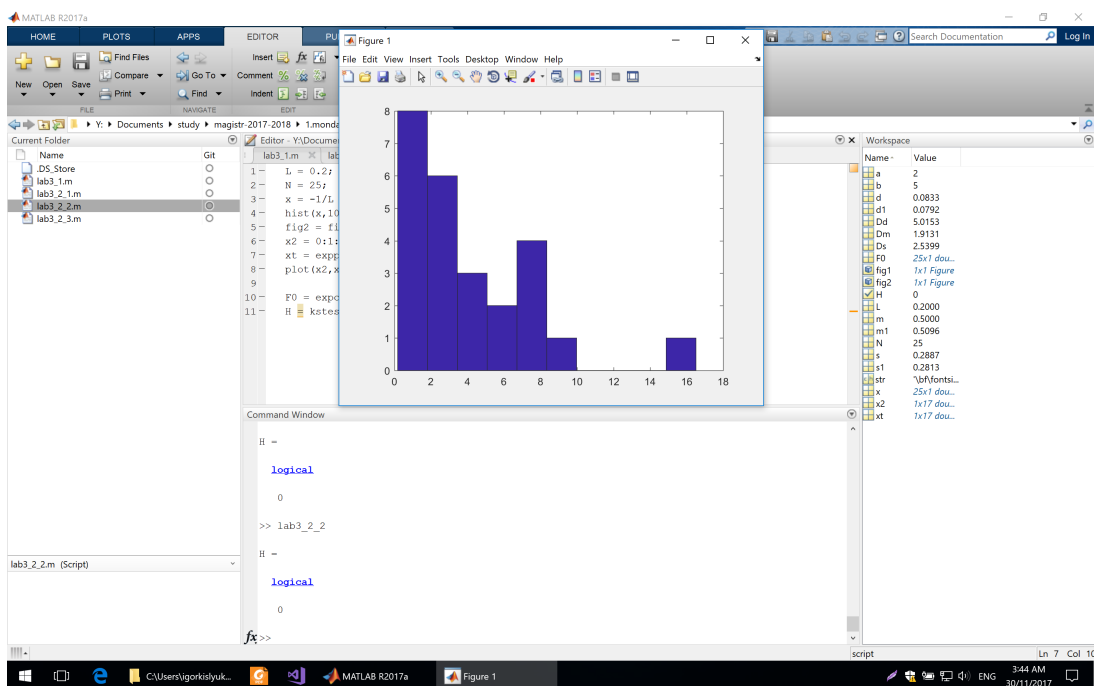 MATLAB R2017a
HOME PLOTS APPS EDITOR PU
Search Documentation Log In
New Open Save Find Files Compare Print Go To Find Insert fx Comment % Indent
FILE NAVIGATE EDIT
Y: Documents study magistr-2017-2018 1.monda
Current Folder
Name Git
.DS_Store
lab3_1.m
lab3_2_1.m
lab3_2_2.m
lab3_2_3.m
lab3_2_2.m (Script)
Editor - Y:\Docume
lab3_1.m lab
1 L = 0.2;
2 N = 25;
3 x = -1/L
4 hist(x,10
5 fig2 = fi
6 x2 = 0:1:
7 xt = expp
8 plot(x2,x
9
10 F0 = expc
11 H = kstes
Figure 1
File Edit View Insert Tools Desktop Window Help
8
7
6
5
4
3
2
1
0
0 2 4 6 8 10 12 14 16 18
Command Window
H =
logical
0
>> lab3_2_2
H =
logical
0
fx >>
Workspace
Name Value
a 2
b 5
d 0.0833
d1 0.0792
Dd 5.0153
Dm 1.9131
Ds 2.5399
F0 25x1 dou...
fig1 1x1 Figure
fig2 1x1 Figure
H 0
L 0.2000
m 0.5000
m1 0.5096
N 25
s 0.2887
s1 0.2813
str '\bf\fontsi...
x 25x1 dou...
x2 1x17 dou...
xt 1x17 dou...
script Ln 7 Col 10
C:\Users\igorkislyuk... MATLAB R2017a Figure 1 ENG 3:44 AM
30/11/2017